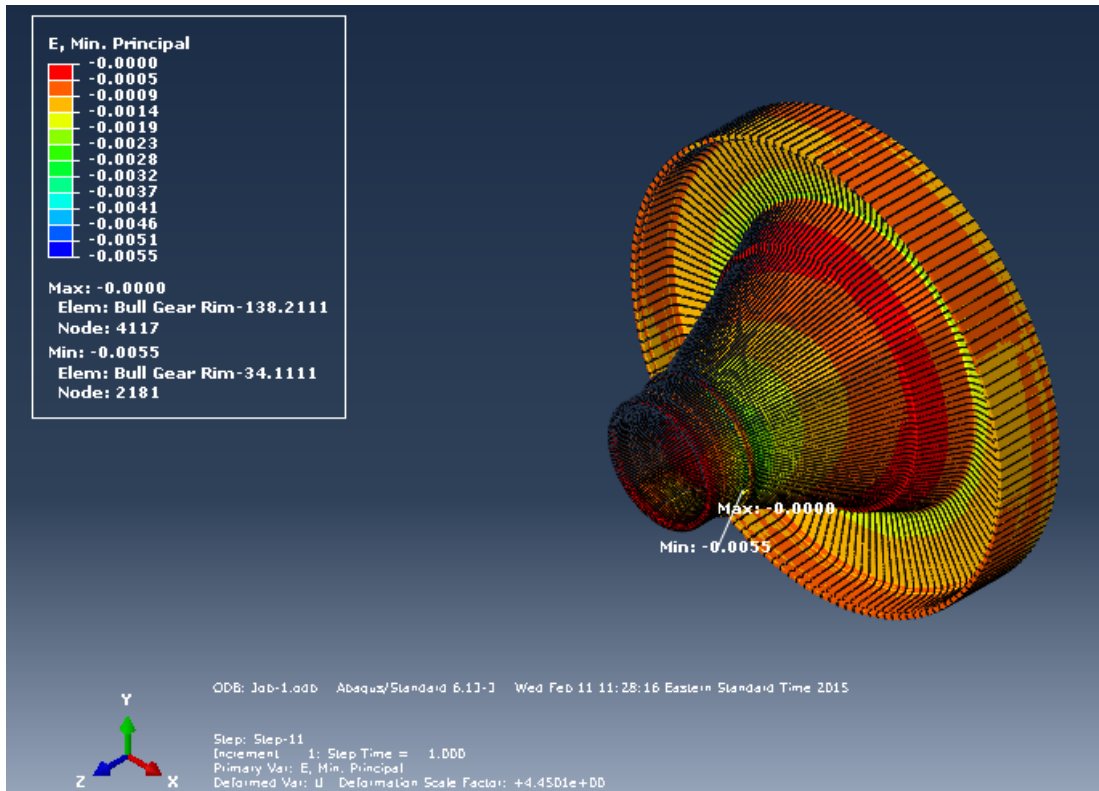 E, Min. Principal
-0.0000
-0.0005
-0.0009
-0.0014
-0.0019
-0.0023
-0.0028
-0.0032
-0.0037
-0.0041
-0.0046
-0.0051
-0.0055
Max: -0.0000
Elem: Bull Gear Rim-138.2111
Node: 4117
Min: -0.0055
Elem: Bull Gear Rim-34.1111
Node: 2181
Max: -0.0000
Min: -0.0055
ODB: Job-1.odb Abaqus/Standard 6.13-3 Wed Feb 11 11:28:16 Eastern Standard Time 2015
Y
Z
X
Step: Step-11
Increment 1: Step Time = 1.000
Primary Var: E, Min. Principal
Deformed Var: U Deformation Scale Factor: +4.4501e+00